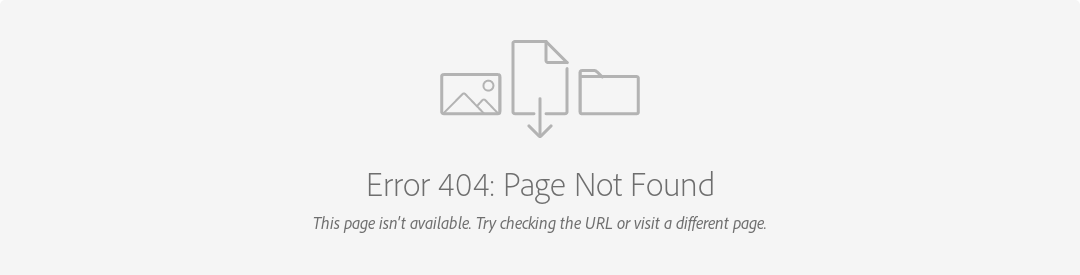 Error 404: Page Not Found
This page isn't available. Try checking the URL or visit a different page.